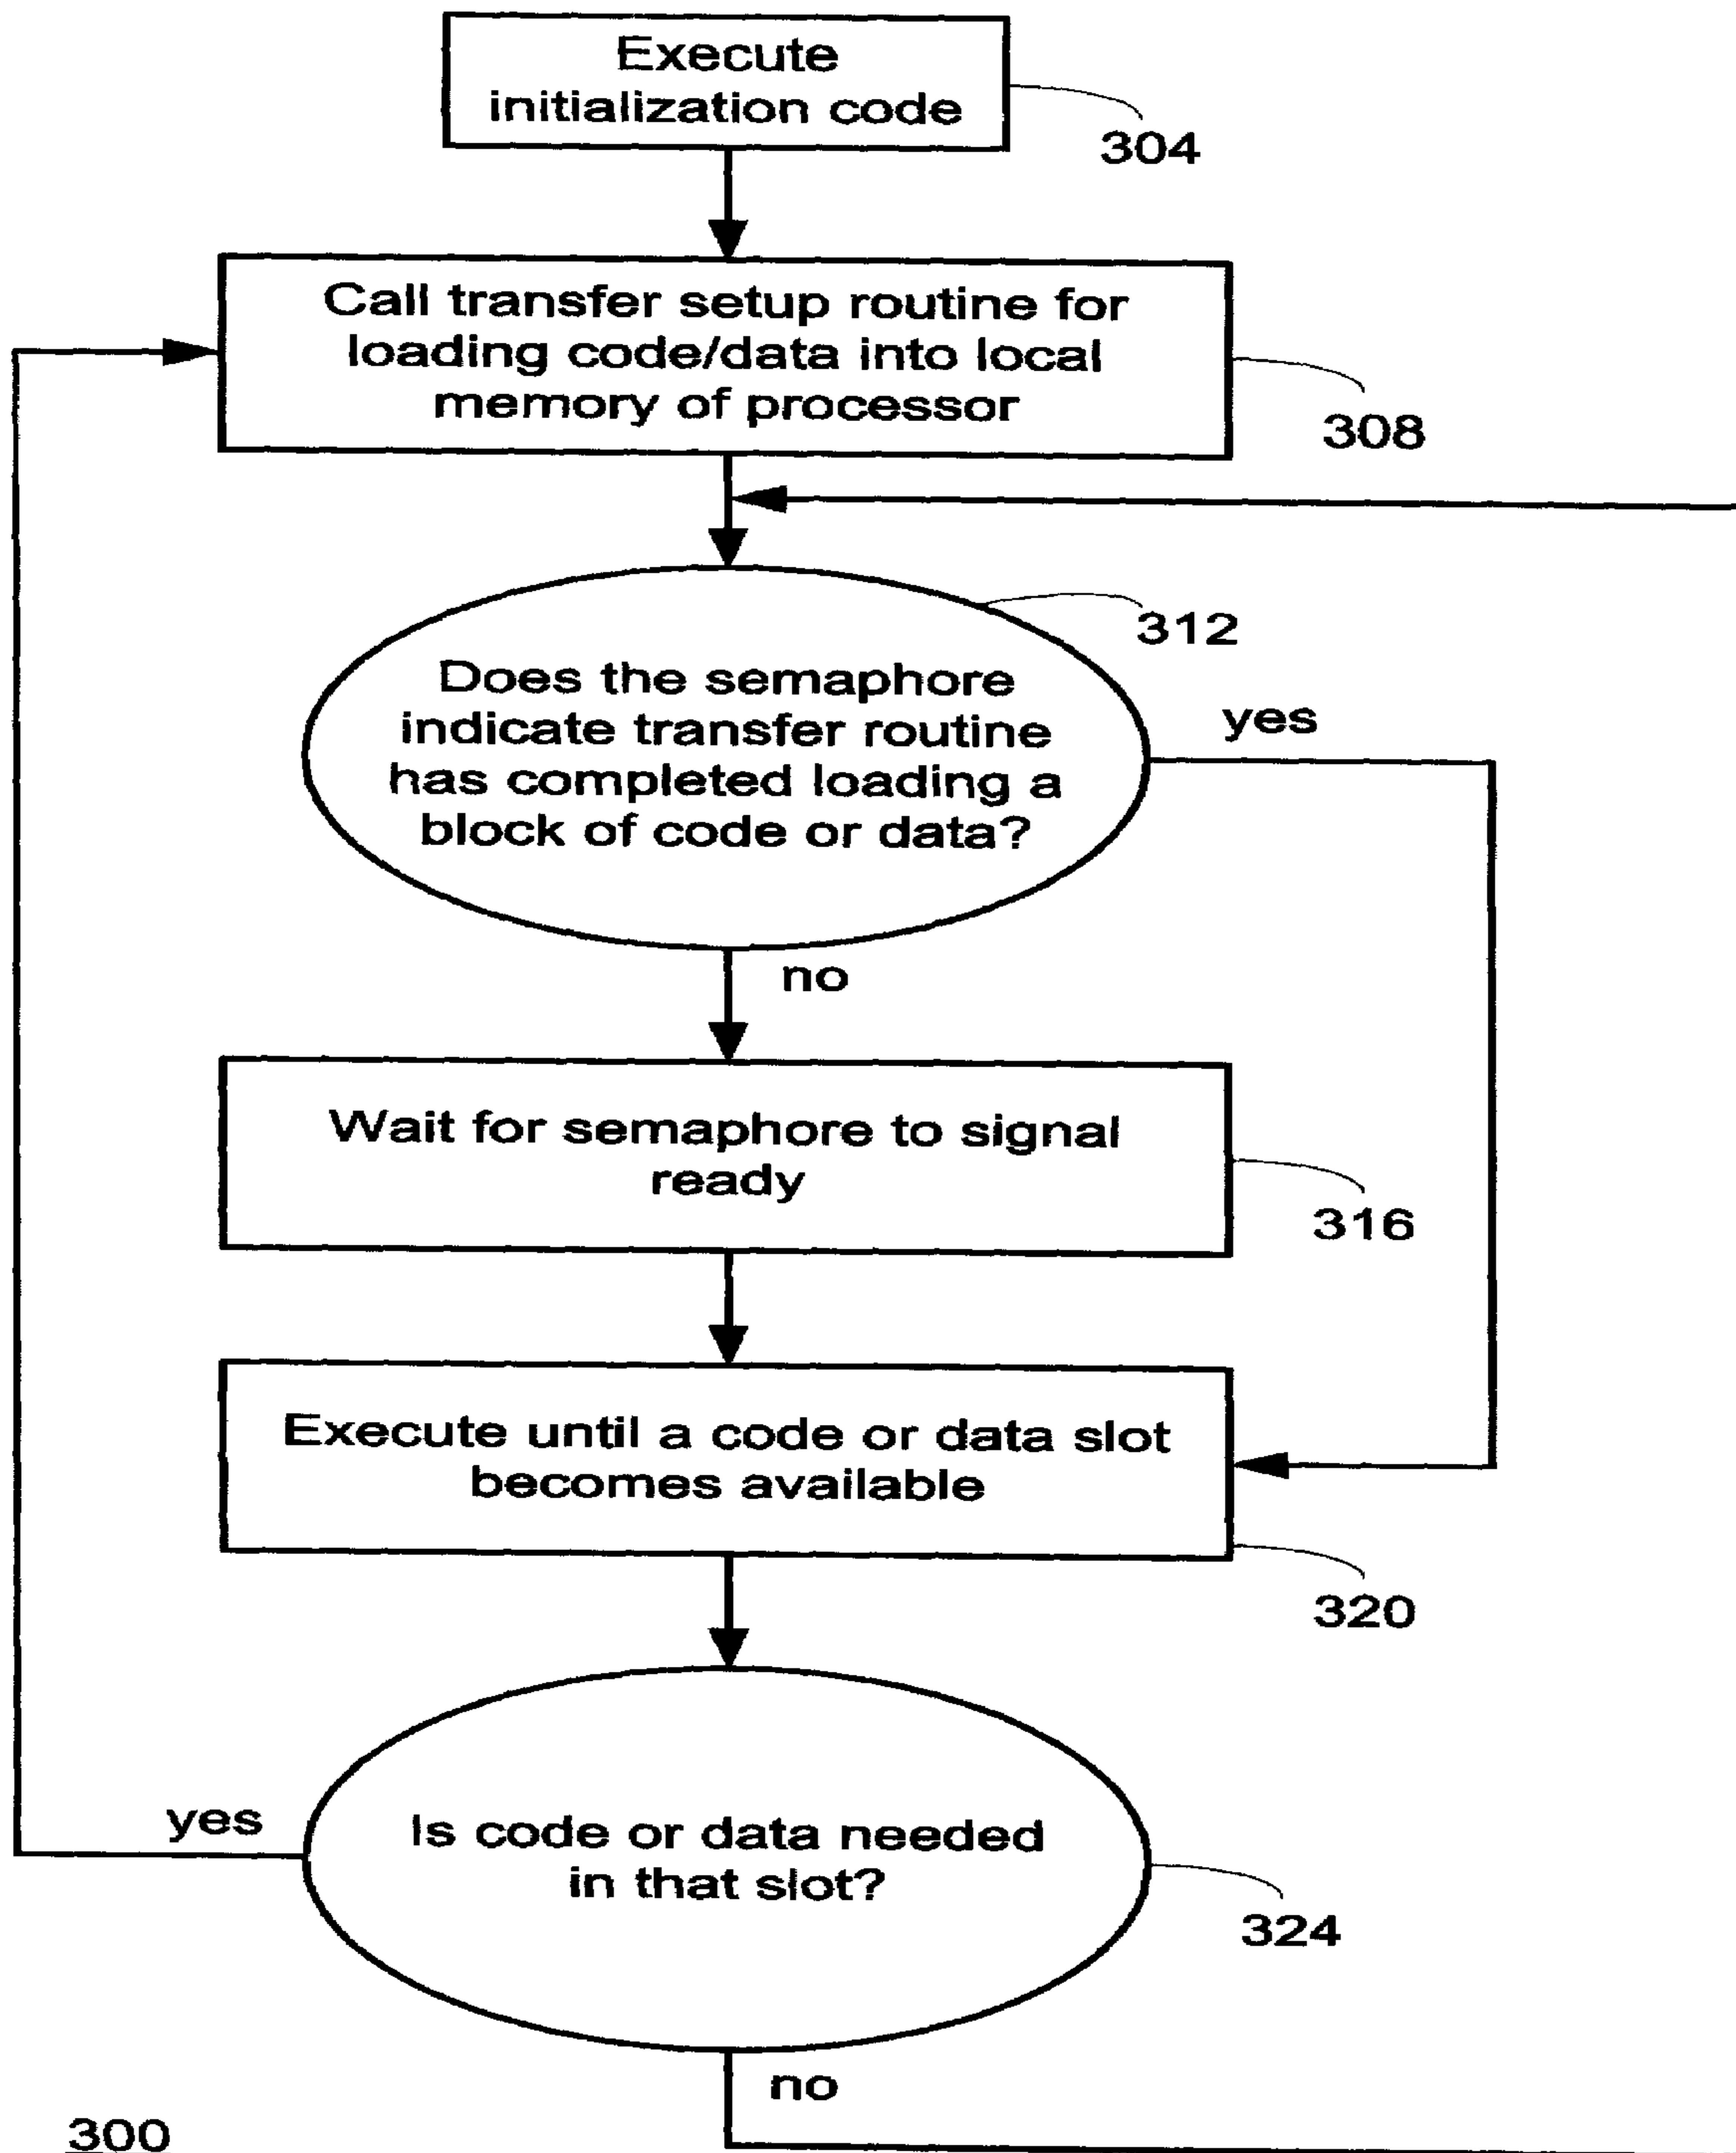 Execute
initialization code
304
Call transfer setup routine for
loading code/data into local
memory of processor
308
312
Does the semaphore
indicate transfer routine
has completed loading a
block of code or data?
yes
no
Wait for semaphore to signal
ready
316
Execute until a code or data slot
becomes available
320
yes
Is code or data needed
in that slot?
324
no
300